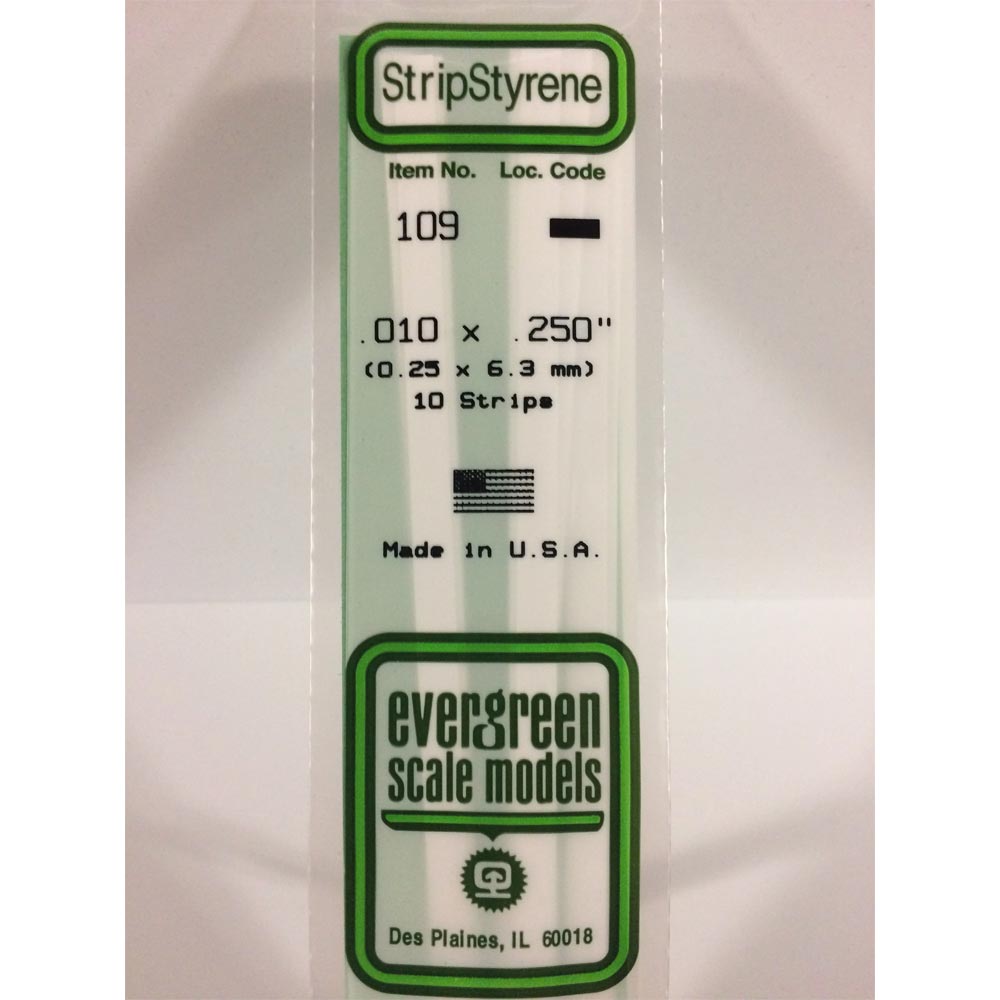 StripStyrene
Item No. Loc. Code
109
.010 x .250"
(0.25 x 6.3 mm)
10 Strips
Made in U.S.A.
evergreen
scale models
Des Plaines, IL 60018